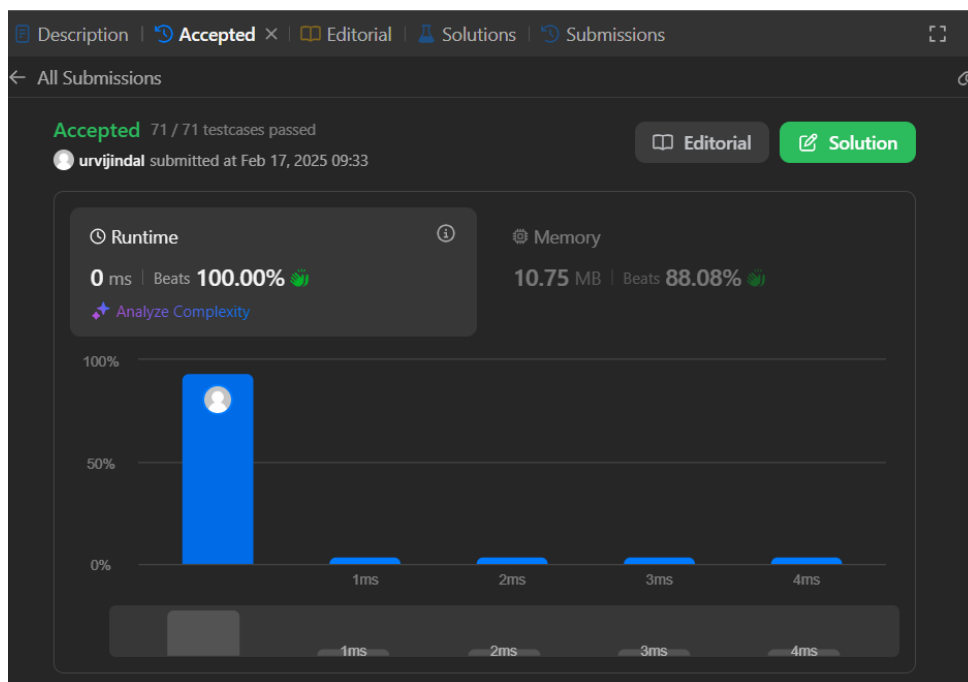 Description Accepted × Editorial Solutions Submissions
All Submissions
Accepted 71 / 71 testcases passed
urvijindal submitted at Feb 17, 2025 09:33
Editorial
Solution
Runtime
0 ms Beats 100.00%
Analyze Complexity
Memory
10.75 MB Beats 88.08%
100%
50%
0%
1ms 2ms 3ms 4ms
1ms 2ms 3ms 4ms